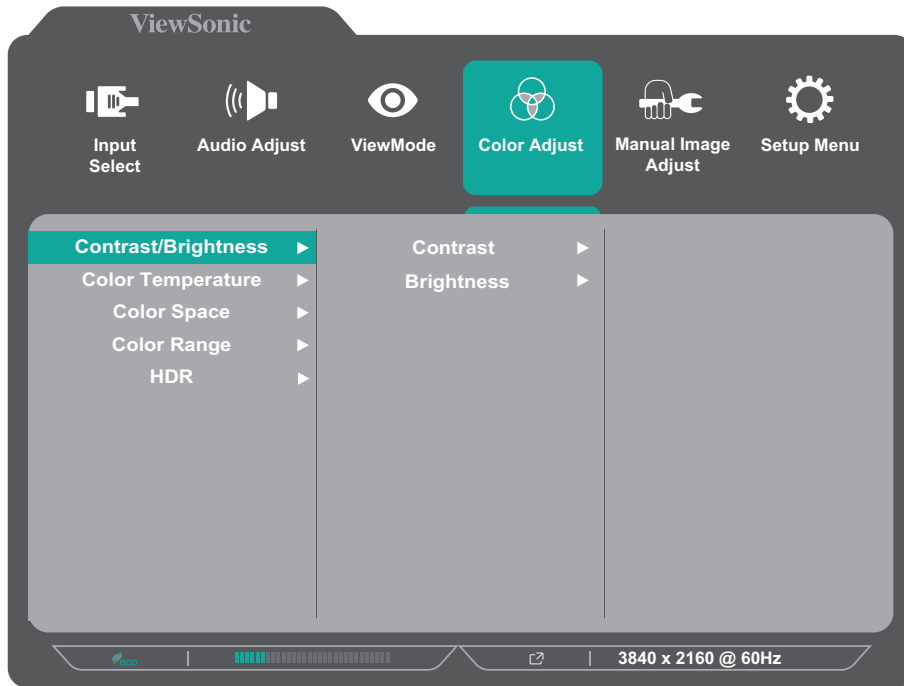 ViewSonic
Input
Select
Audio Adjust
ViewMode
Color Adjust
Manual Image
Adjust
Setup Menu
Contrast/Brightness
Color Temperature
Color Space
Color Range
HDR
Contrast
Brightness
eco
3840 x 2160 @ 60Hz